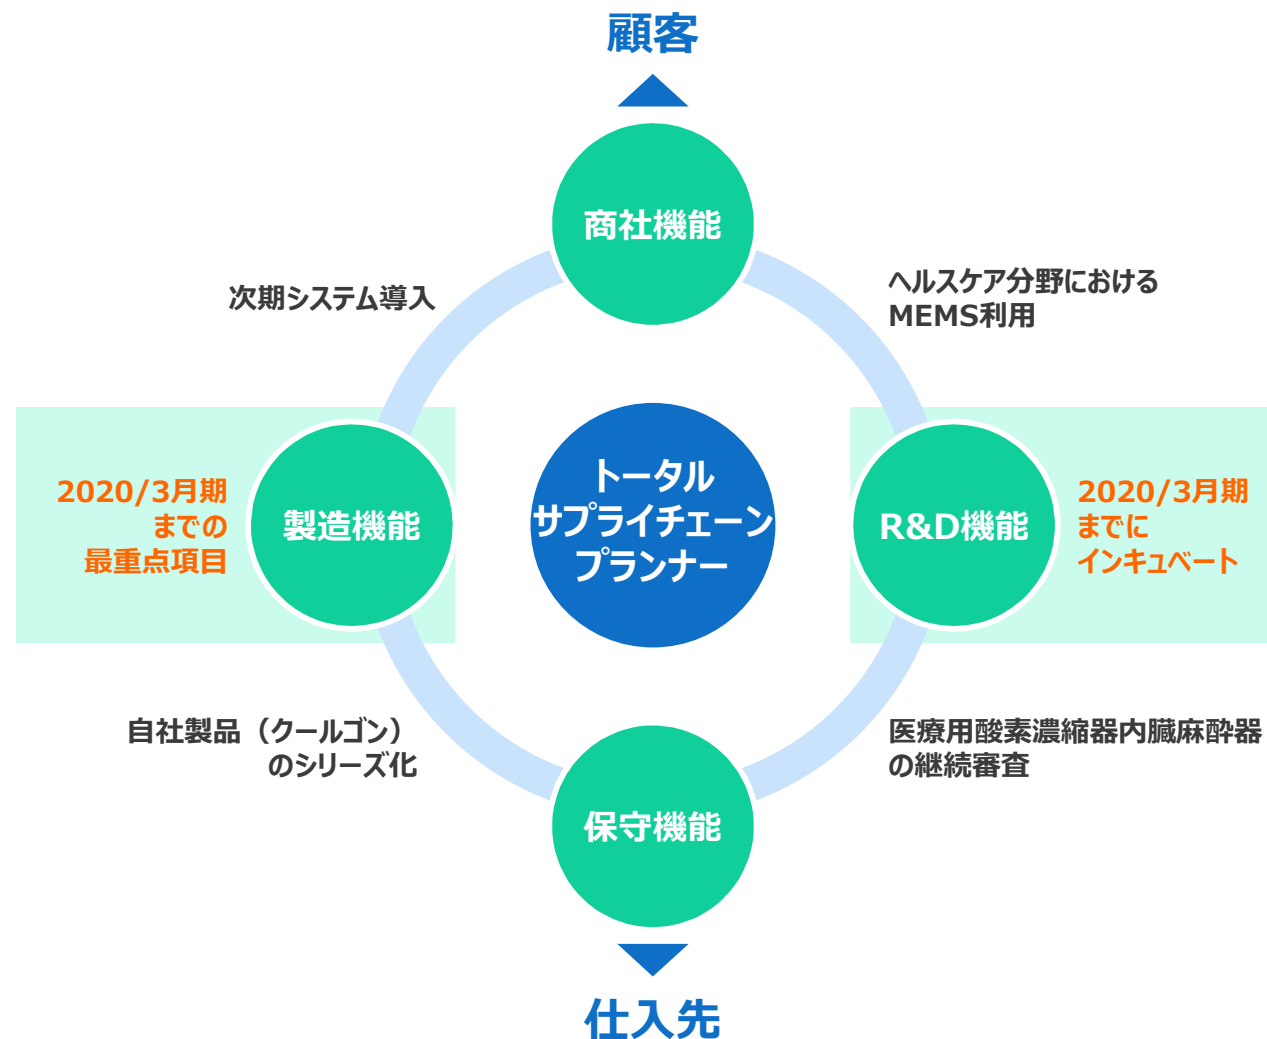 顧客
商社機能
次期システム導入
ヘルスケア分野における
MEMS利用
2020/3月期
までの
最重点項目
製造機能
トータル
サプライチェーン
プランナー
R&D機能
2020/3月期
までに
インキュベート
自社製品（クールゴン）
のシリーズ化
医療用酸素濃縮器内臓麻酔器
の継続審査
保守機能
仕入先